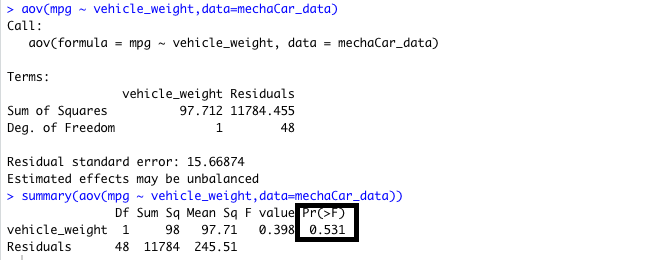 > aov(mpg ~ vehicle_weight,data=mechaCar_data)
Call:
   aov(formula = mpg ~ vehicle_weight, data = mechaCar_data)

Terms:
                vehicle_weight Residuals
Sum of Squares          97.712 11784.455
Deg. of Freedom              1        48

Residual standard error: 15.66874
Estimated effects may be unbalanced
> summary(aov(mpg ~ vehicle_weight,data=mechaCar_data))
               Df Sum Sq Mean Sq F value Pr(>F)
vehicle_weight  1     98   97.71   0.398  0.531
Residuals      48  11784  245.51